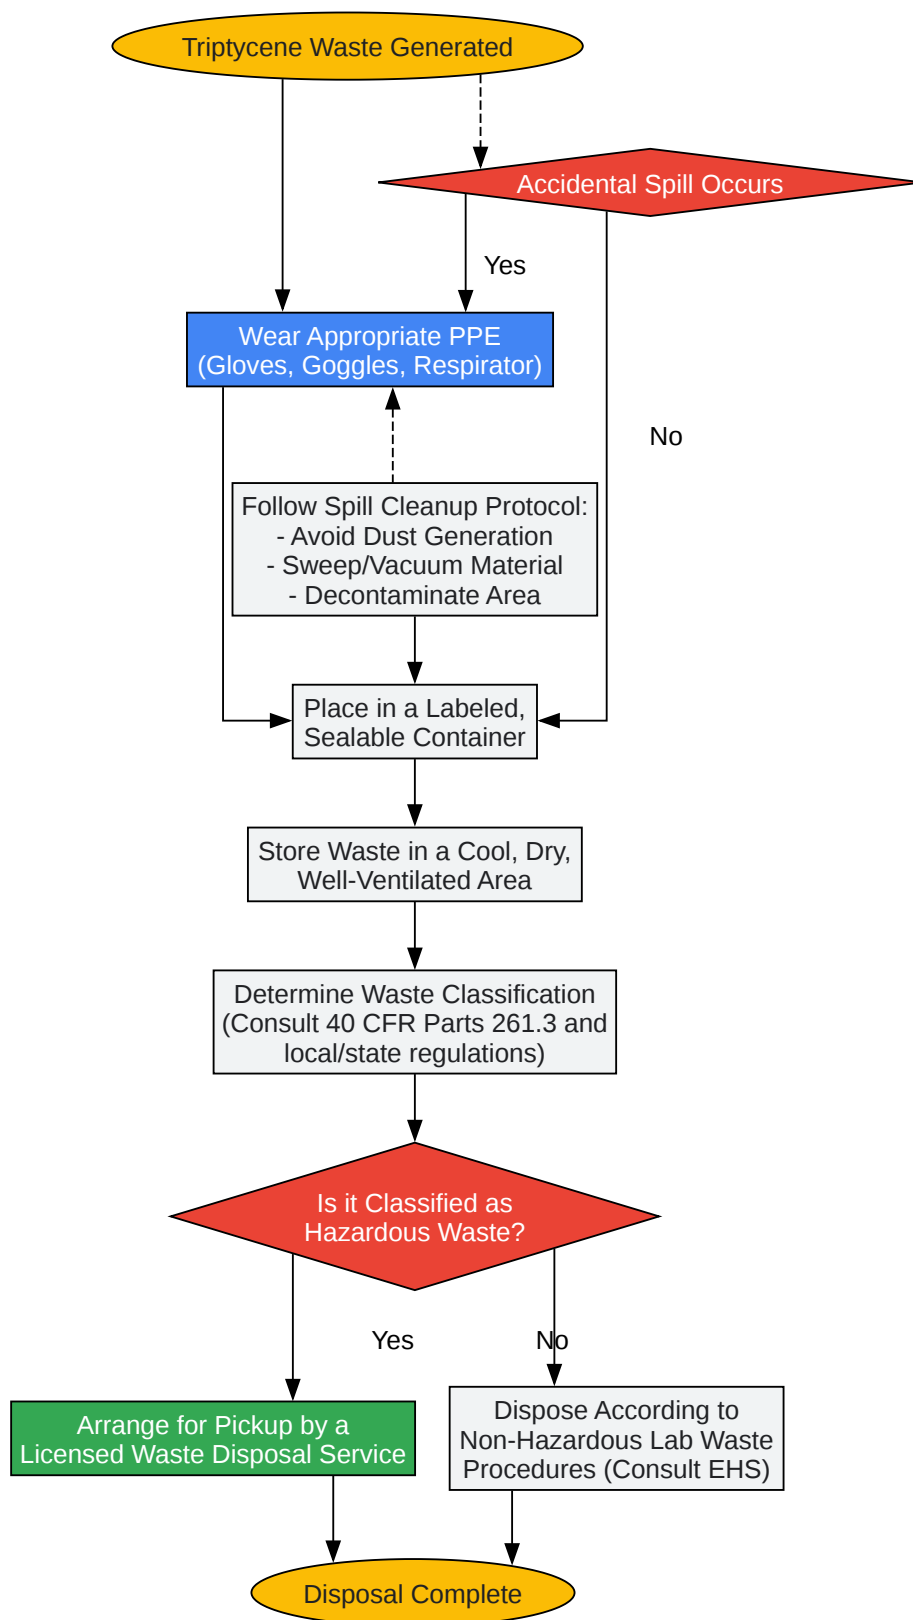 Triptycene Waste Generated
Accidental Spill Occurs
Yes
Wear Appropriate PPE
(Gloves, Goggles, Respirator)
No
Follow Spill Cleanup Protocol:
- Avoid Dust Generation
- Sweep/Vacuum Material
- Decontaminate Area
Place in a Labeled,
Sealable Container
Store Waste in a Cool, Dry,
Well-Ventilated Area
Determine Waste Classification
(Consult 40 CFR Parts 261.3 and
local/state regulations)
Is it Classified as
Hazardous Waste?
Yes
No
Arrange for Pickup by a
Licensed Waste Disposal Service
Dispose According to
Non-Hazardous Lab Waste
Procedures (Consult EHS)
Disposal Complete